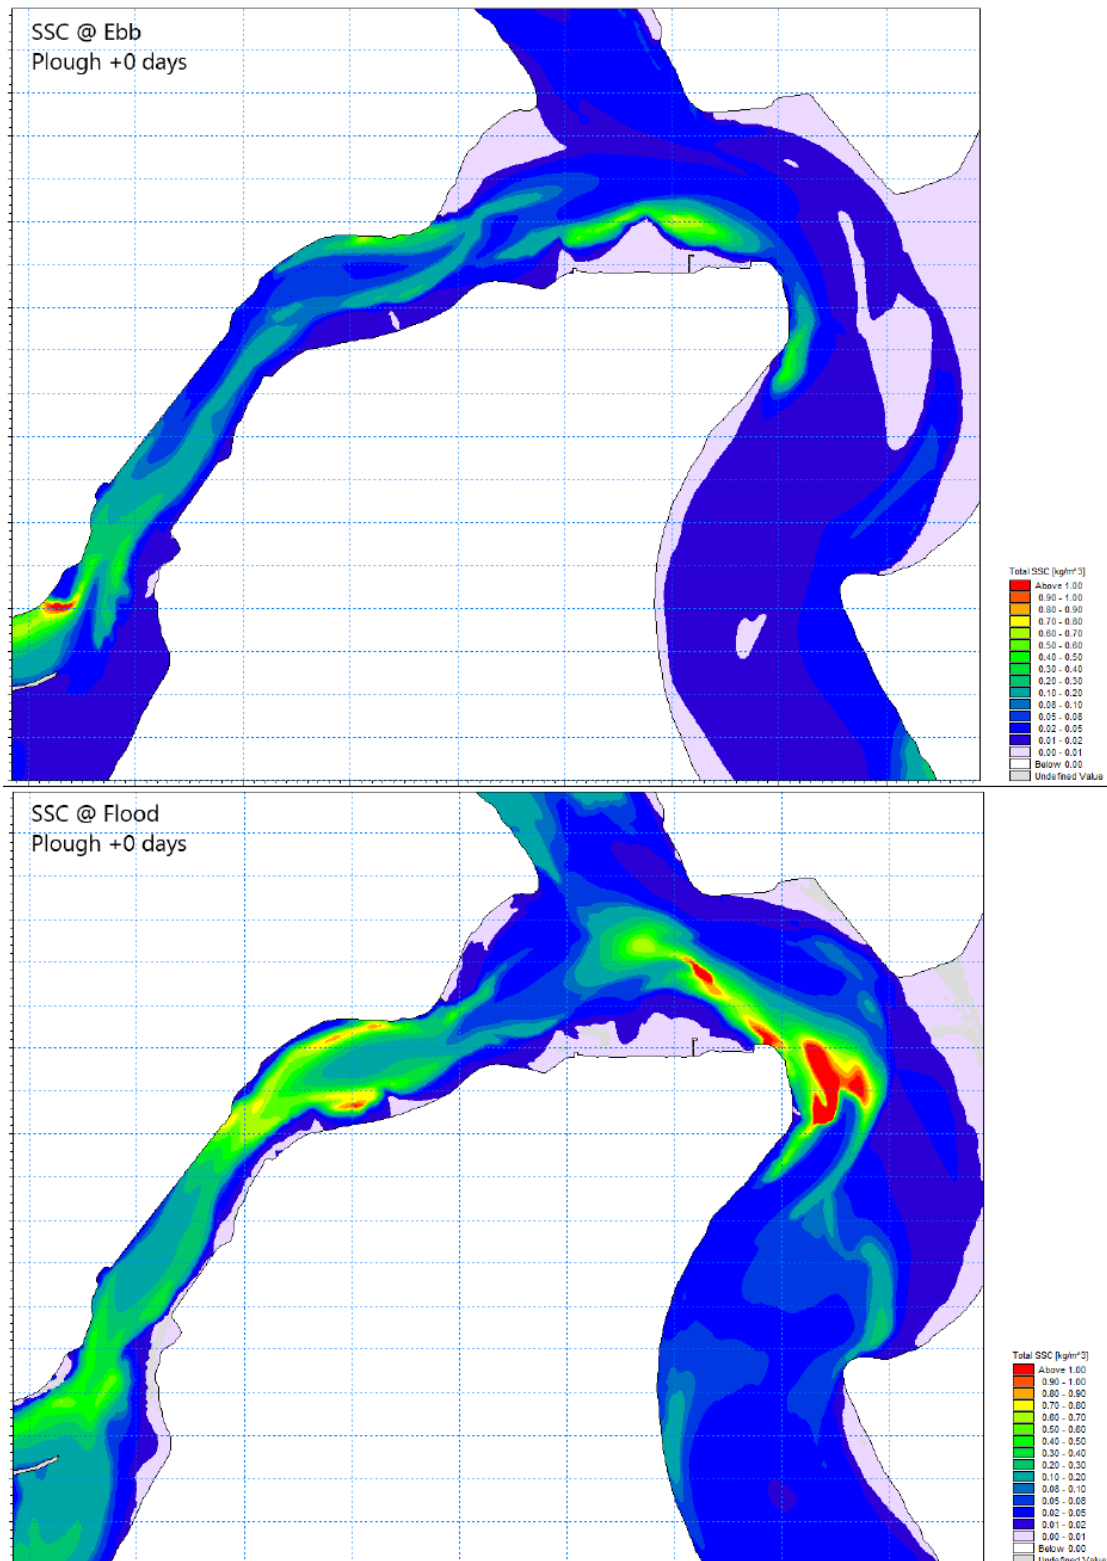 SSC @ Ebb
Plough +0 days
Total SSC [kg/m^3]
Above 1.00
0.90 - 1.00
0.80 - 0.90
0.70 - 0.80
0.60 - 0.70
0.50 - 0.60
0.40 - 0.50
0.30 - 0.40
0.20 - 0.30
0.10 - 0.20
0.08 - 0.10
0.05 - 0.08
0.02 - 0.05
0.01 - 0.02
0.00 - 0.01
Below 0.00
Undefined Value
SSC @ Flood
Plough +0 days
Total SSC [kg/m^3]
Above 1.00
0.90 - 1.00
0.80 - 0.90
0.70 - 0.80
0.60 - 0.70
0.50 - 0.60
0.40 - 0.50
0.30 - 0.40
0.20 - 0.30
0.10 - 0.20
0.08 - 0.10
0.05 - 0.08
0.02 - 0.05
0.01 - 0.02
0.00 - 0.01
Below 0.00
Undefined Value